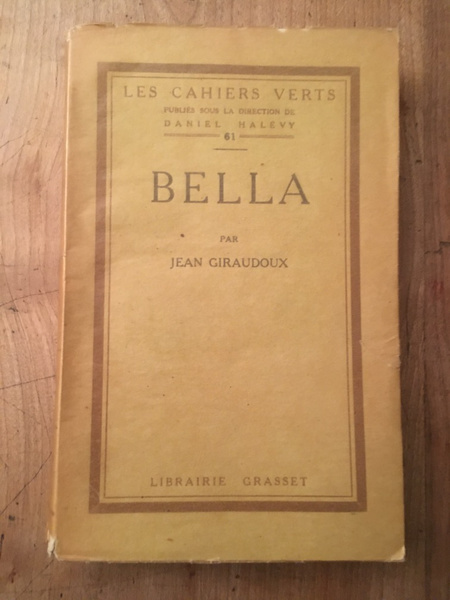 LES CAHIERS VERTS
PUBLIÉS SOUS LA DIRECTION DE
DANIEL HALÉVY
61
BELLA
PAR
JEAN GIRAUDOUX
LIBRAIRIE GRASSET